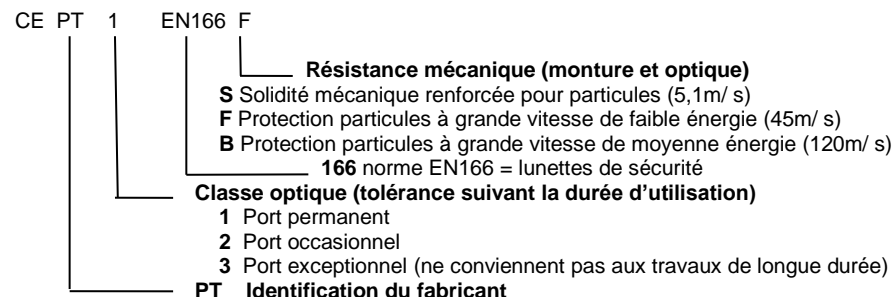 CE PT 1 EN166 F
Résistance mécanique (monture et optique)
S Solidité mécanique renforcée pour particules (5,1m/ s)
F Protection particules à grande vitesse de faible énergie (45m/ s)
B Protection particules à grande vitesse de moyenne énergie (120m/ s)
166 norme EN166 = lunettes de sécurité
Classe optique (tolérance suivant la durée d’utilisation)
1 Port permanent
2 Port occasionnel
3 Port exceptionnel (ne conviennent pas aux travaux de longue durée)
PT Identification du fabricant